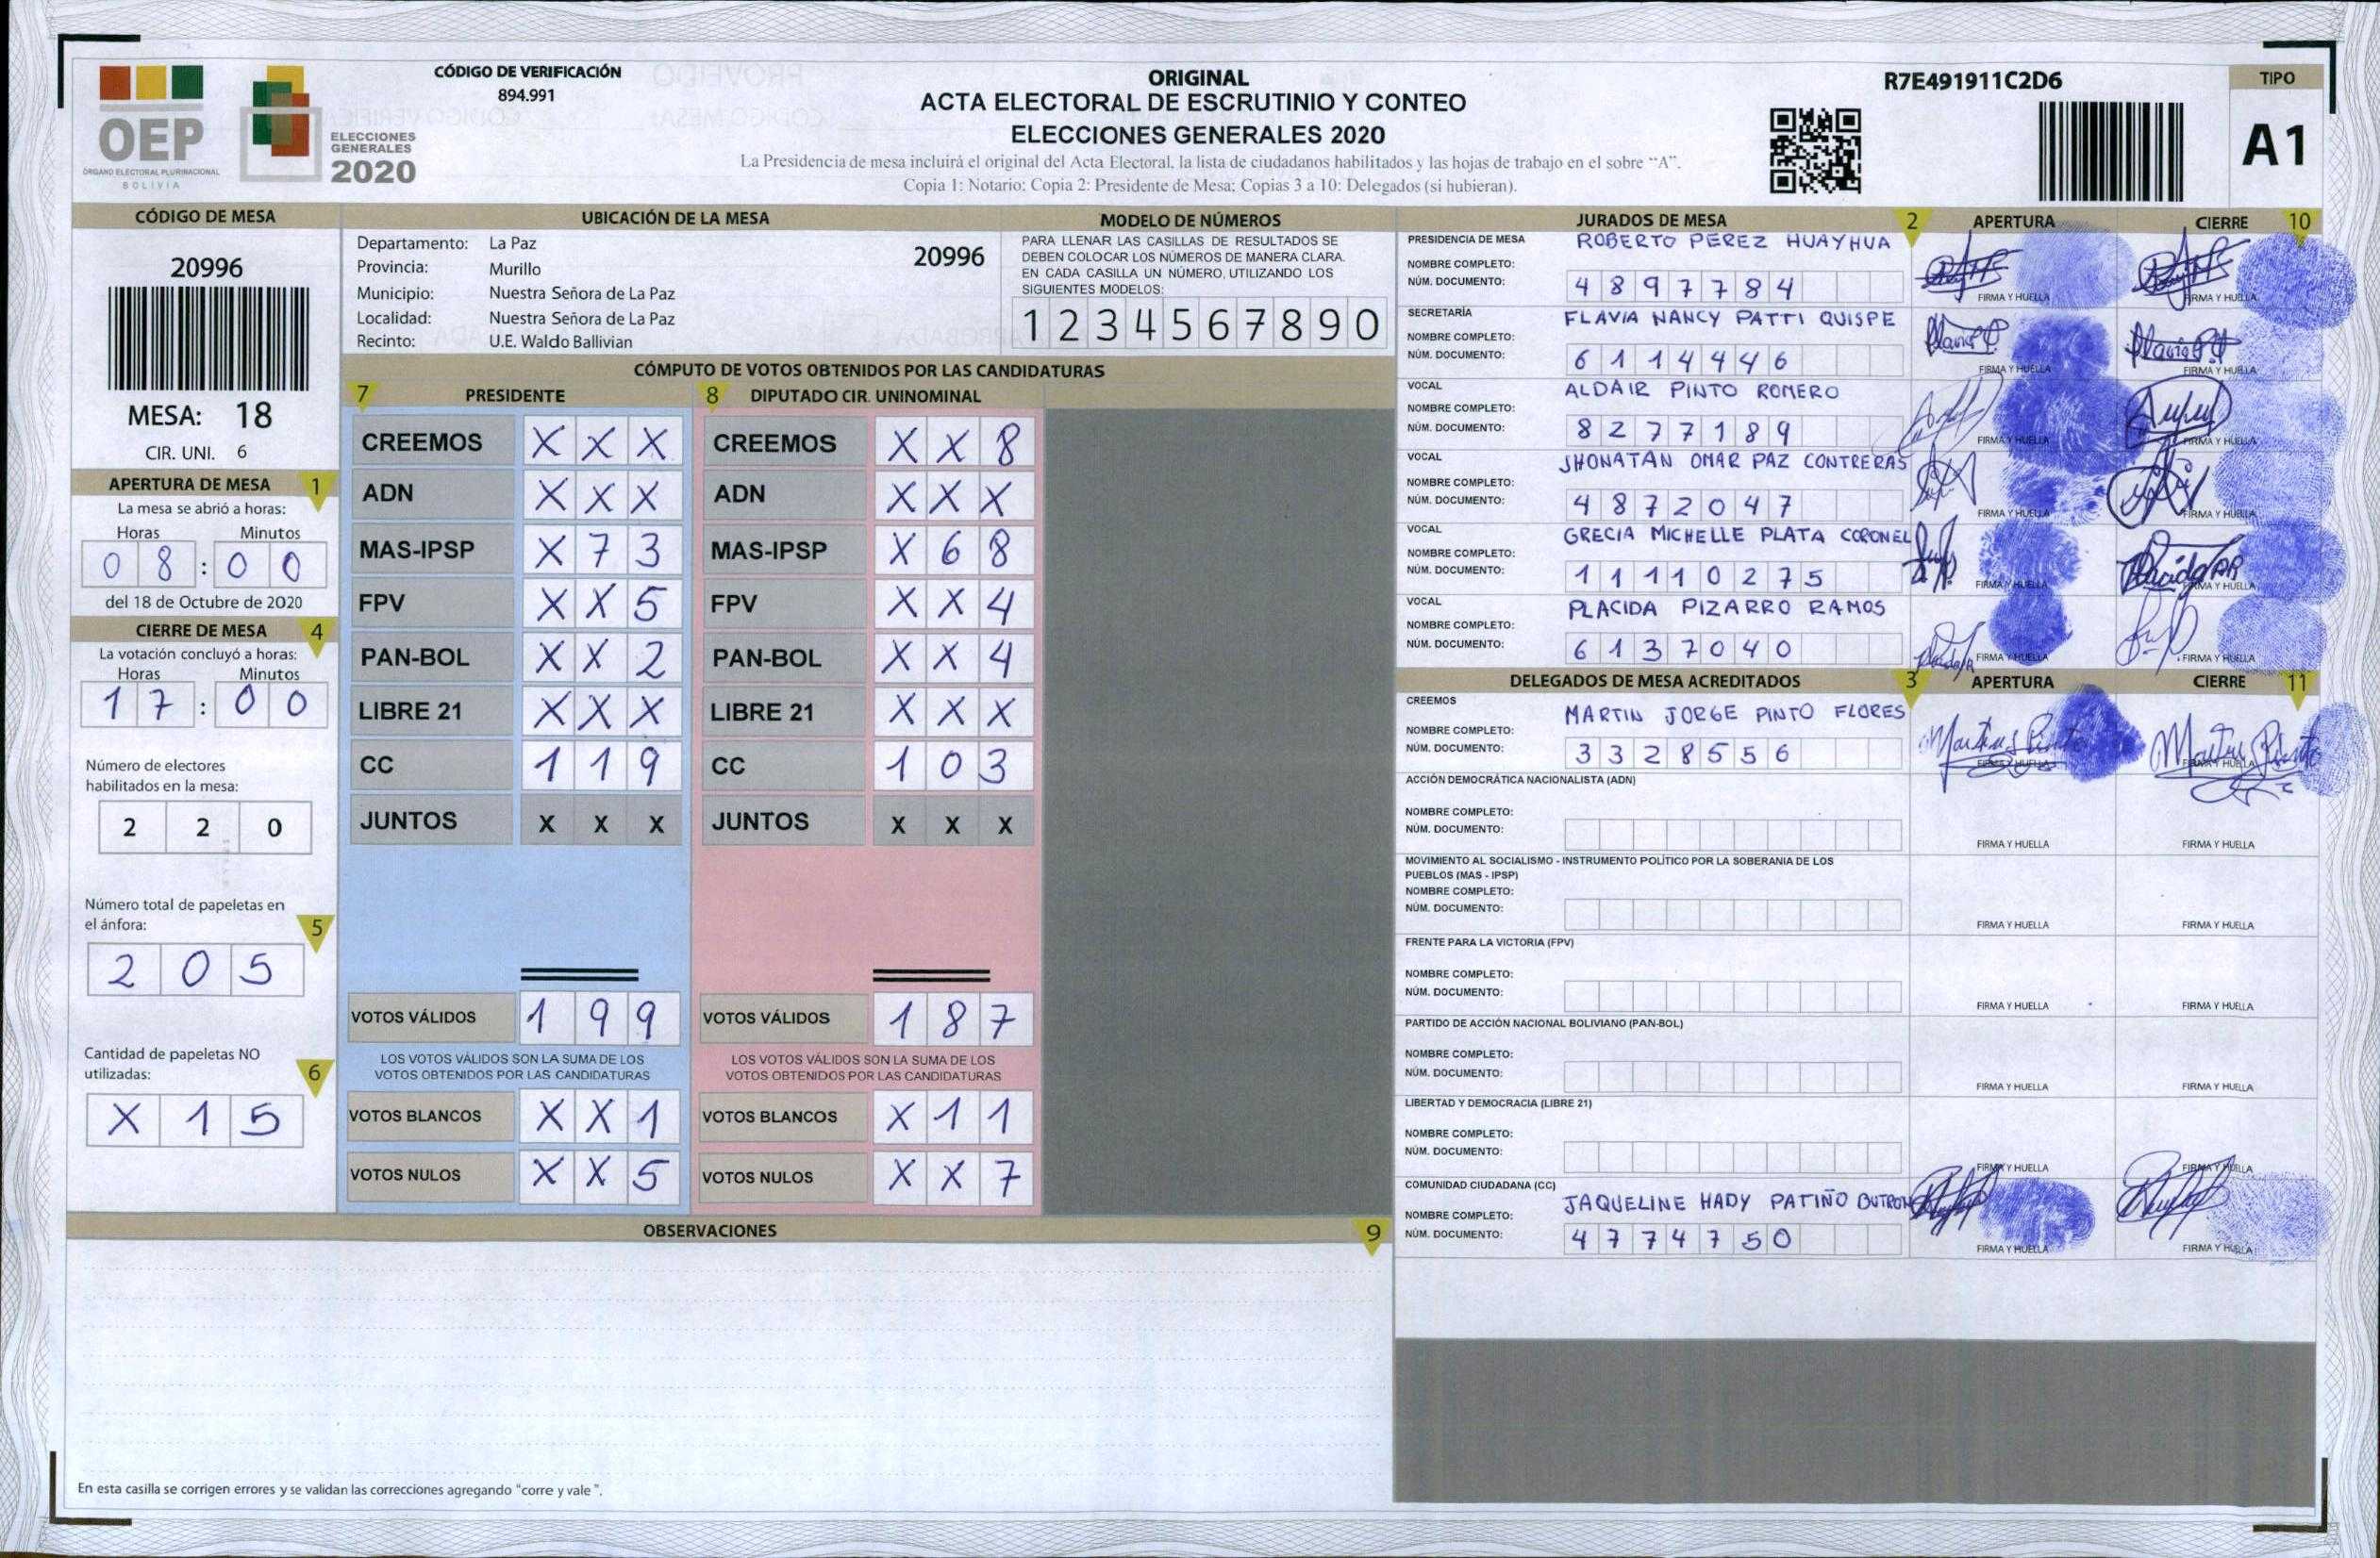 OEP
ÓRGANO ELECTORAL PLURINACIONAL
BOLIVIA
ELECCIONES
GENERALES
2020
CÓDIGO DE VERIFICACIÓN
894.991
ORIGINAL
ACTA ELECTORAL DE ESCRUTINIO Y CONTEO
ELECCIONES GENERALES 2020
La Presidencia de mesa incluirá el original del Acta Electoral, la lista de ciudadanos habilitados y las hojas de trabajo en el sobre "A".
Copia 1: Notario; Copia 2: Presidente de Mesa; Copias 3 a 10: Delegados (si hubieran).
R7E491911C2D6
TIPO
A1
CÓDIGO DE MESA
20996
MESA: 18
CIR. UNI. 6
APERTURA DE MESA 1
La mesa se abrió a horas:
Horas Minutos
0 8 : 0 0
del 18 de Octubre de 2020
CIERRE DE MESA 4
La votación concluyó a horas:
Horas Minutos
1 7 : 0 0
Número de electores
habilitados en la mesa:
2 2 0
Número total de papeletas en
el ánfora: 5
2 0 5
Cantidad de papeletas NO
utilizadas: 6
X 1 5
UBICACIÓN DE LA MESA
Departamento: La Paz
20996
Provincia: Murillo
Municipio: Nuestra Señora de La Paz
Localidad: Nuestra Señora de La Paz
Recinto: U.E. Waldo Ballivian
MODELO DE NÚMEROS
PARA LLENAR LAS CASILLAS DE RESULTADOS SE
DEBEN COLOCAR LOS NÚMEROS DE MANERA CLARA.
EN CADA CASILLA UN NÚMERO, UTILIZANDO LOS
SIGUIENTES MODELOS:
1 2 3 4 5 6 7 8 9 0
CÓMPUTO DE VOTOS OBTENIDOS POR LAS CANDIDATURAS
7 PRESIDENTE
CREEMOS X X X
ADN X X X
MAS-IPSP X 7 3
FPV X X 5
PAN-BOL X X 2
LIBRE 21 X X X
CC 1 1 9
JUNTOS X X X
VOTOS VÁLIDOS 1 9 9
LOS VOTOS VÁLIDOS SON LA SUMA DE LOS
VOTOS OBTENIDOS POR LAS CANDIDATURAS
VOTOS BLANCOS X X 1
VOTOS NULOS X X 5
8 DIPUTADO CIR. UNINOMINAL
CREEMOS X X 8
ADN X X X
MAS-IPSP X 6 8
FPV X X 4
PAN-BOL X X 4
LIBRE 21 X X X
CC 1 0 3
JUNTOS X X X
VOTOS VÁLIDOS 1 8 7
LOS VOTOS VÁLIDOS SON LA SUMA DE LOS
VOTOS OBTENIDOS POR LAS CANDIDATURAS
VOTOS BLANCOS X 1 1
VOTOS NULOS X X 7
OBSERVACIONES 9
En esta casilla se corrigen errores y se validan las correcciones agregando "corre y vale".
JURADOS DE MESA 2 APERTURA CIERRE 10
PRESIDENCIA DE MESA
NOMBRE COMPLETO: ROBERTO PEREZ HUAYHUA
NÚM. DOCUMENTO: 4 8 9 7 7 8 4
FIRMA Y HUELLA FIRMA Y HUELLA
SECRETARÍA
NOMBRE COMPLETO: FLAVIA NANCY PATTI QUISPE
NÚM. DOCUMENTO: 6 1 1 4 4 4 6
FIRMA Y HUELLA FIRMA Y HUELLA
VOCAL
NOMBRE COMPLETO: ALDAIR PINTO ROMERO
NÚM. DOCUMENTO: 8 2 7 7 1 8 9
FIRMA Y HUELLA FIRMA Y HUELLA
VOCAL
NOMBRE COMPLETO: JHONATAN OMAR PAZ CONTRERAS
NÚM. DOCUMENTO: 4 8 7 2 0 4 7
FIRMA Y HUELLA FIRMA Y HUELLA
VOCAL
NOMBRE COMPLETO: GRECIA MICHELLE PLATA CORONEL
NÚM. DOCUMENTO: 1 1 1 1 0 2 7 5
FIRMA Y HUELLA FIRMA Y HUELLA
VOCAL
NOMBRE COMPLETO: PLACIDA PIZARRO RAMOS
NÚM. DOCUMENTO: 6 1 3 7 0 4 0
FIRMA Y HUELLA FIRMA Y HUELLA
DELEGADOS DE MESA ACREDITADOS 3 APERTURA CIERRE 11
CREEMOS
NOMBRE COMPLETO: MARTIN JORGE PINTO FLORES
NÚM. DOCUMENTO: 3 3 2 8 5 5 6
FIRMA Y HUELLA FIRMA Y HUELLA
ACCIÓN DEMOCRÁTICA NACIONALISTA (ADN)
NOMBRE COMPLETO:
NÚM. DOCUMENTO:
FIRMA Y HUELLA FIRMA Y HUELLA
MOVIMIENTO AL SOCIALISMO - INSTRUMENTO POLÍTICO POR LA SOBERANIA DE LOS
PUEBLOS (MAS - IPSP)
NOMBRE COMPLETO:
NÚM. DOCUMENTO:
FIRMA Y HUELLA FIRMA Y HUELLA
FRENTE PARA LA VICTORIA (FPV)
NOMBRE COMPLETO:
NÚM. DOCUMENTO:
FIRMA Y HUELLA FIRMA Y HUELLA
PARTIDO DE ACCIÓN NACIONAL BOLIVIANO (PAN-BOL)
NOMBRE COMPLETO:
NÚM. DOCUMENTO:
FIRMA Y HUELLA FIRMA Y HUELLA
LIBERTAD Y DEMOCRACIA (LIBRE 21)
NOMBRE COMPLETO:
NÚM. DOCUMENTO:
FIRMA Y HUELLA FIRMA Y HUELLA
COMUNIDAD CIUDADANA (CC)
NOMBRE COMPLETO: JAQUELINE HADY PATIÑO BUTRON
NÚM. DOCUMENTO: 4 7 7 4 7 5 0
FIRMA Y HUELLA FIRMA Y HUELLA